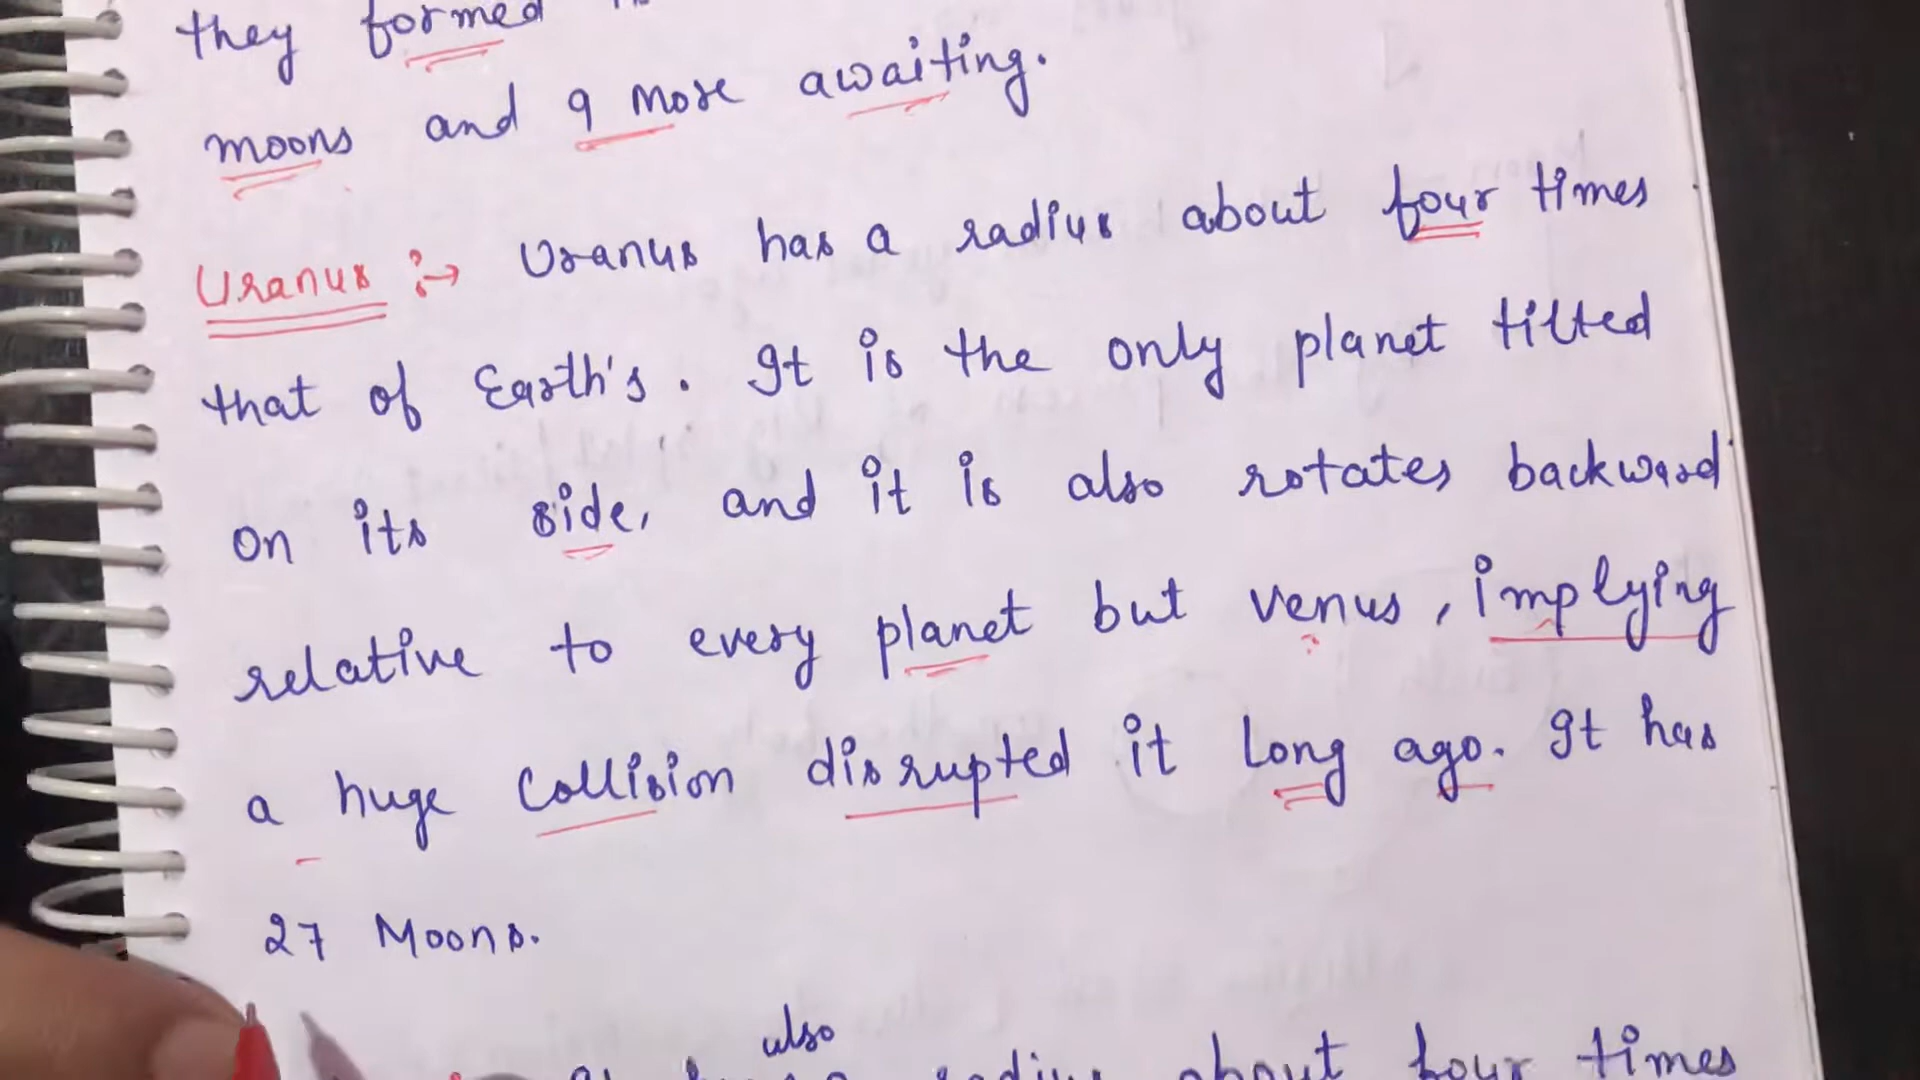 they formed
moons and 9 more awaiting.
Uranus :→ Uranus has a radius about four times
that of Earth's. It is the only planet tilted
on its side, and it is also rotates backward
relative to every planet but venus, implying
a huge collision disrupted it long ago. It has
27 Moons.
also
radius about four times